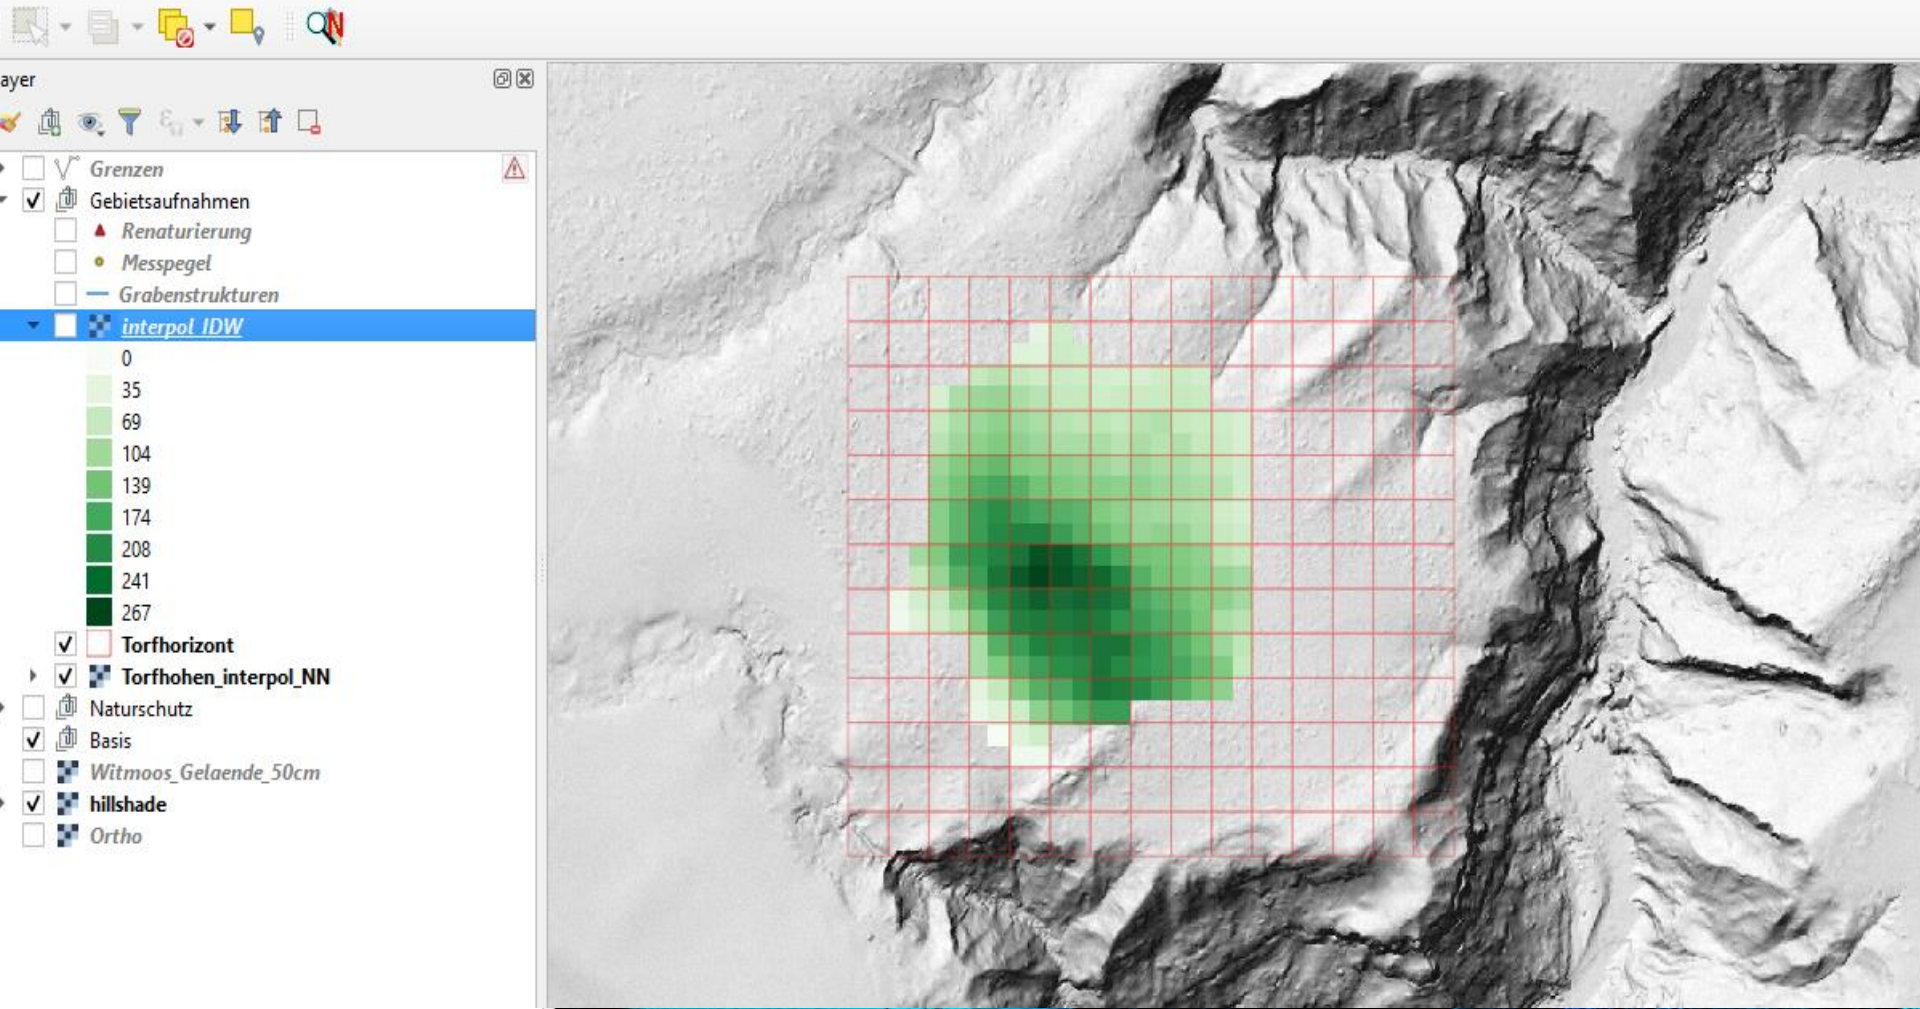 ayer
Grenzen
Gebietsaufnahmen
Renaturierung
Messpegel
Grabenstrukturen
interpol_IDW
0
35
69
104
139
174
208
241
267
Torfhorizont
Torfhohen_interpol_NN
Naturschutz
Basis
Witmoos_Gelaende_50cm
hillshade
Ortho